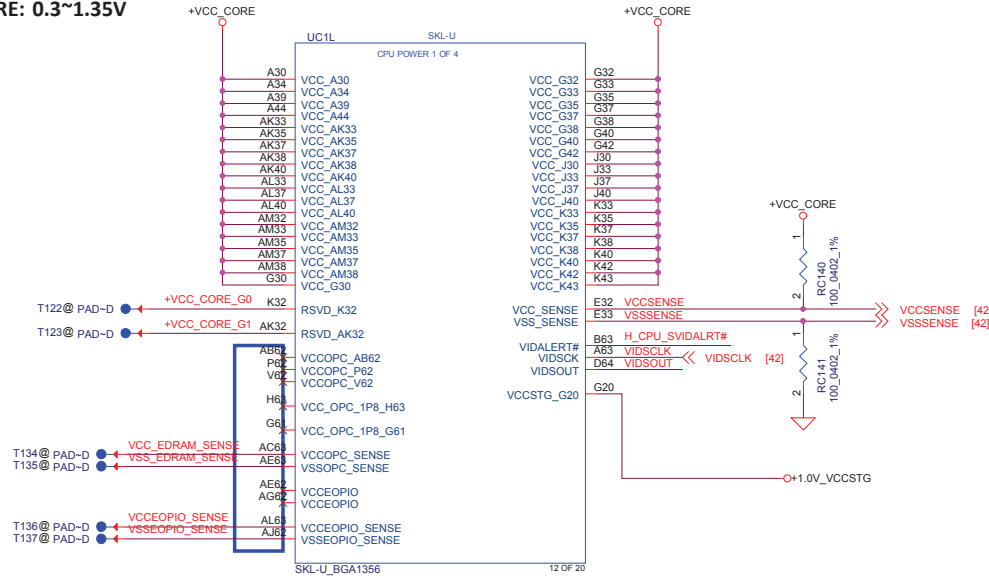 RE: 0.3~1.35V
+VCC_CORE
+VCC_CORE
UC1L
SKL-U
CPU POWER 1 OF 4
A30 VCC_A30 VCC_G32 G32
A34 VCC_A34 VCC_G33 G33
A39 VCC_A39 VCC_G35 G35
A44 VCC_A44 VCC_G37 G37
AK33 VCC_AK33 VCC_G38 G38
AK35 VCC_AK35 VCC_G40 G40
AK37 VCC_AK37 VCC_G42 G42
AK38 VCC_AK38 VCC_J30 J30
AK40 VCC_AK40 VCC_J33 J33
AL33 VCC_AL33 VCC_J37 J37
AL37 VCC_AL37 VCC_J40 J40
AL40 VCC_AL40 VCC_K33 K33
AM32 VCC_AM32 VCC_K35 K35
AM33 VCC_AM33 VCC_K37 K37
AM35 VCC_AM35 VCC_K38 K38
AM37 VCC_AM37 VCC_K40 K40
AM38 VCC_AM38 VCC_K42 K42
G30 VCC_G30 VCC_K43 K43
+VCC_CORE
1
RC140
100_0402_1%
2
T122@ PAD~D +VCC_CORE_G0 K32 RSVD_K32 VCC_SENSE E32 VCCSENSE VCCSENSE [42
VSS_SENSE E33 VSSSENSE VSSSENSE [42]
T123@ PAD~D +VCC_CORE_G1 AK32 RSVD_AK32
VIDALERT# B63 H_CPU_SVIDALRT#
AB62 VCCOPC_AB62 VIDSCK A63 VIDSCLK VIDSCLK [42]
P62 VCCOPC_P62 VIDSOUT D64 VIDSOUT
V62 VCCOPC_V62
1
RC141
100_0402_1%
2
VCCSTG_G20 G20
H63 VCC_OPC_1P8_H63
G61 VCC_OPC_1P8_G61
T134@ PAD~D VCC_EDRAM_SENSE AC63 VCCOPC_SENSE
T135@ PAD~D VSS_EDRAM_SENSE AE63 VSSOPC_SENSE
+1.0V_VCCSTG
AE62 VCCEOPIO
AG62 VCCEOPIO
T136@ PAD~D VCCEOPIO_SENSE AL63 VCCEOPIO_SENSE
T137@ PAD~D VSSEOPIO_SENSE AJ62 VSSEOPIO_SENSE
SKL-U_BGA1356
12 OF 20